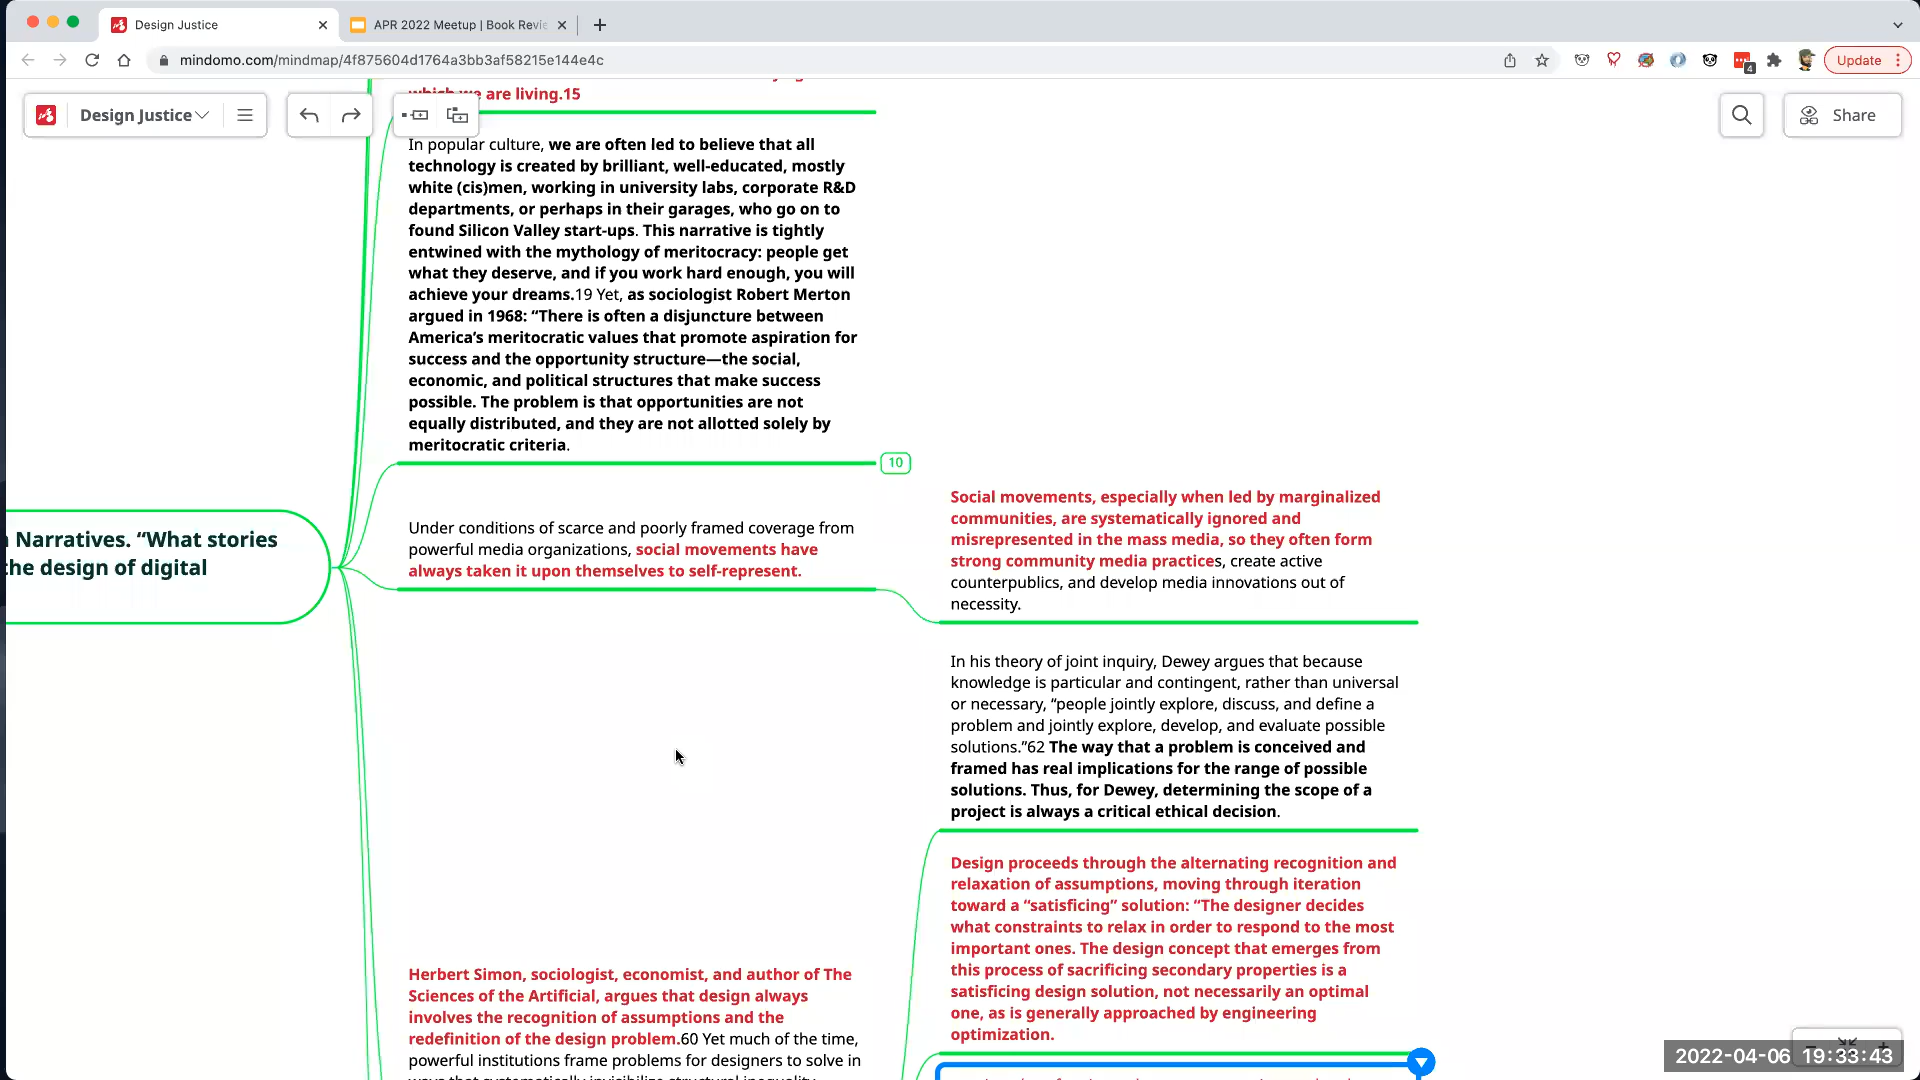 Design Justice
APR 2022 Meetup | Book Revie
mindomo.com/mindmap/4f875604d1764a3bb3af58215e144e4c
4
Update
which we are living.15
Design Justice
Share
In popular culture, we are often led to believe that all
technology is created by brilliant, well-educated, mostly
white (cis)men, working in university labs, corporate R&D
departments, or perhaps in their garages, who go on to
found Silicon Valley start-ups. This narrative is tightly
entwined with the mythology of meritocracy: people get
what they deserve, and if you work hard enough, you will
achieve your dreams.19 Yet, as sociologist Robert Merton
argued in 1968: “There is often a disjuncture between
America’s meritocratic values that promote aspiration for
success and the opportunity structure—the social,
economic, and political structures that make success
possible. The problem is that opportunities are not
equally distributed, and they are not allotted solely by
meritocratic criteria.
10
Narratives. “What stories
the design of digital
Under conditions of scarce and poorly framed coverage from
powerful media organizations, social movements have
always taken it upon themselves to self-represent.
Social movements, especially when led by marginalized
communities, are systematically ignored and
misrepresented in the mass media, so they often form
strong community media practices, create active
counterpublics, and develop media innovations out of
necessity.
In his theory of joint inquiry, Dewey argues that because
knowledge is particular and contingent, rather than universal
or necessary, “people jointly explore, discuss, and define a
problem and jointly explore, develop, and evaluate possible
solutions.”62 The way that a problem is conceived and
framed has real implications for the range of possible
solutions. Thus, for Dewey, determining the scope of a
project is always a critical ethical decision.
Design proceeds through the alternating recognition and
relaxation of assumptions, moving through iteration
toward a “satisficing” solution: “The designer decides
what constraints to relax in order to respond to the most
important ones. The design concept that emerges from
this process of sacrificing secondary properties is a
satisficing design solution, not necessarily an optimal
one, as is generally approached by engineering
optimization.
Herbert Simon, sociologist, economist, and author of The
Sciences of the Artificial, argues that design always
involves the recognition of assumptions and the
redefinition of the design problem.60 Yet much of the time,
powerful institutions frame problems for designers to solve in
ways that systematically invisibilize structural inequality,
2022-04-06 19:33:43